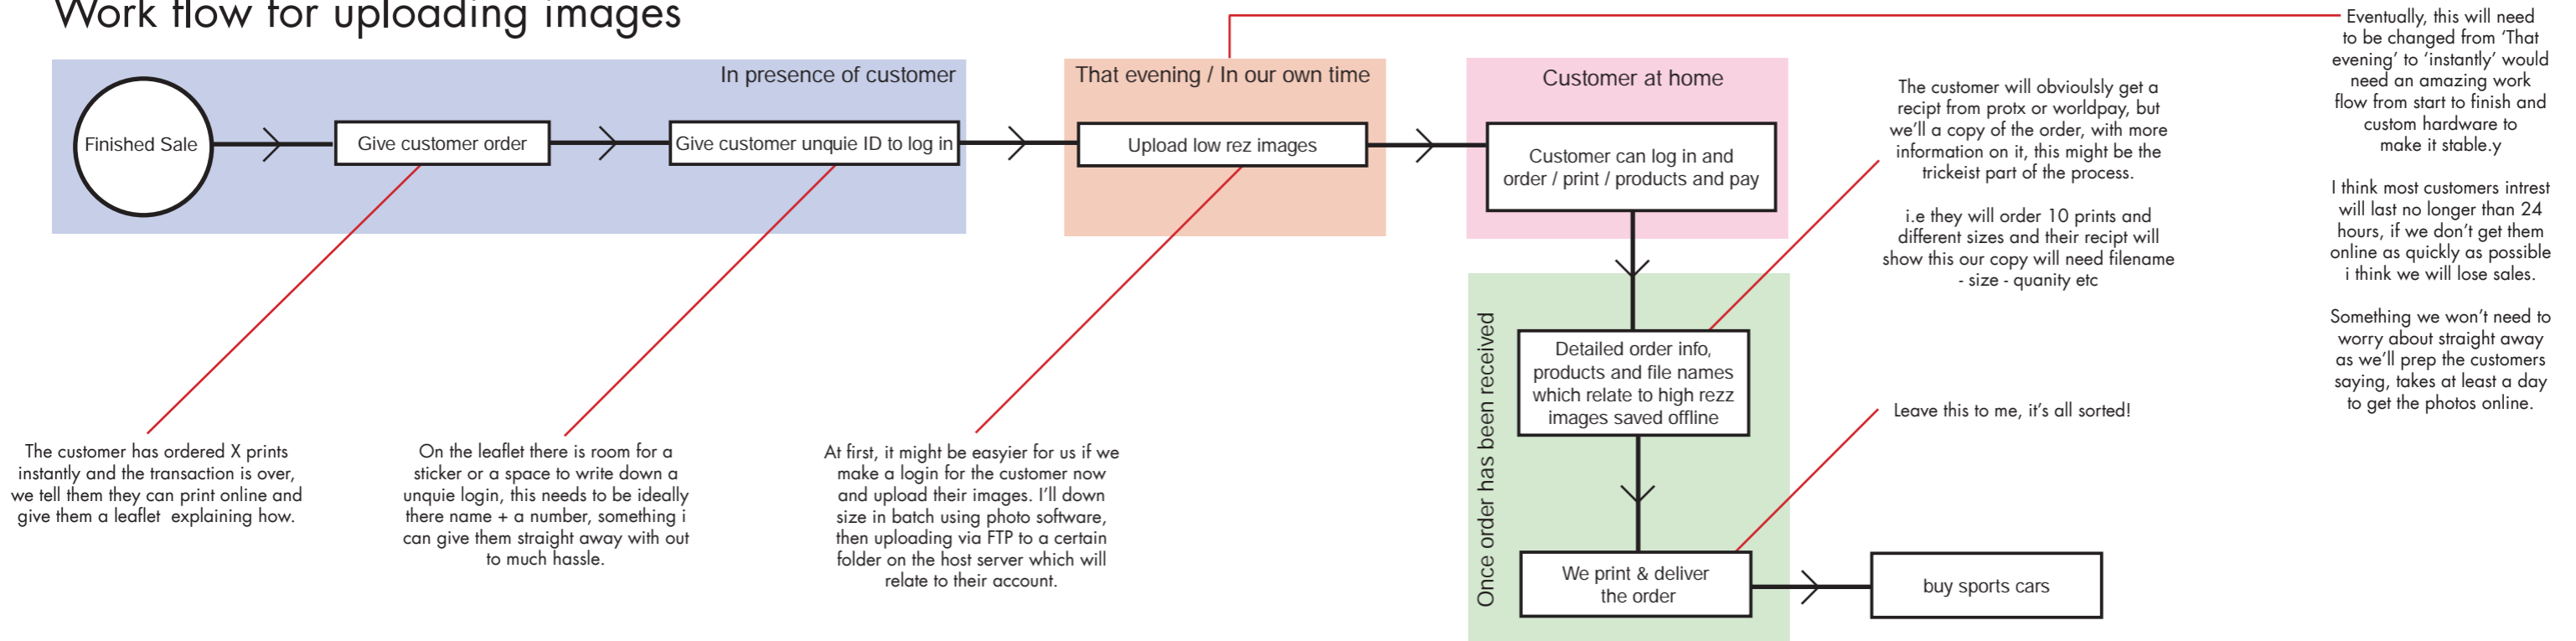 Work flow for uploading images
In presence of customer
Finished Sale
Give customer order
Give customer unquie ID to log in
That evening / In our own time
Upload low rez images
Customer at home
Customer can log in and
order / print / products and pay
Once order has been received
Detailed order info,
products and file names
which relate to high rezz
images saved offline
We print & deliver
the order
buy sports cars
The customer has ordered X prints
instantly and the transaction is over,
we tell them they can print online and
give them a leaflet explaining how.
On the leaflet there is room for a
sticker or a space to write down a
unquie login, this needs to be ideally
there name + a number, something i
can give them straight away with out
to much hassle.
At first, it might be easyier for us if we
make a login for the customer now
and upload their images. I'll down
size in batch using photo software,
then uploading via FTP to a certain
folder on the host server which will
relate to their account.
The customer will obvioulsly get a
recipt from protx or worldpay, but
we'll a copy of the order, with more
information on it, this might be the
trickeist part of the process.
i.e they will order 10 prints and
different sizes and their recipt will
show this our copy will need filename
- size - quanity etc
Leave this to me, it's all sorted!
Eventually, this will need
to be changed from 'That
evening' to 'instantly' would
need an amazing work
flow from start to finish and
custom hardware to
make it stable.y
I think most customers intrest
will last no longer than 24
hours, if we don't get them
online as quickly as possible
i think we will lose sales.
Something we won't need to
worry about straight away
as we'll prep the customers
saying, takes at least a day
to get the photos online.